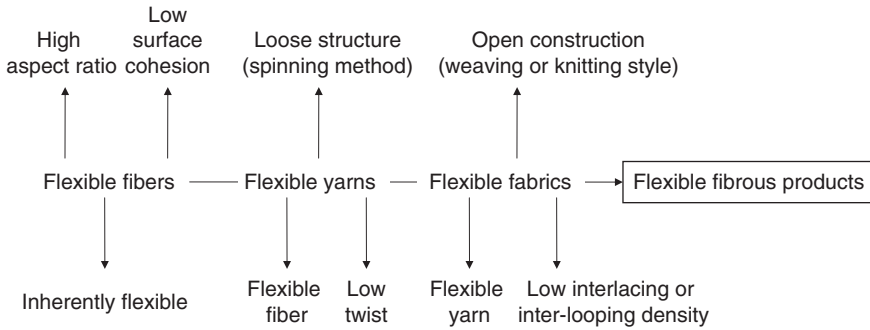 High
aspect ratio
Low
surface
cohesion
Loose structure
(spinning method)
Open construction
(weaving or knitting style)
Flexible fibers
Flexible yarns
Flexible fabrics
Flexible fibrous products
Inherently flexible
Flexible
fiber
Low
twist
Flexible
yarn
Low interlacing or
inter-looping density